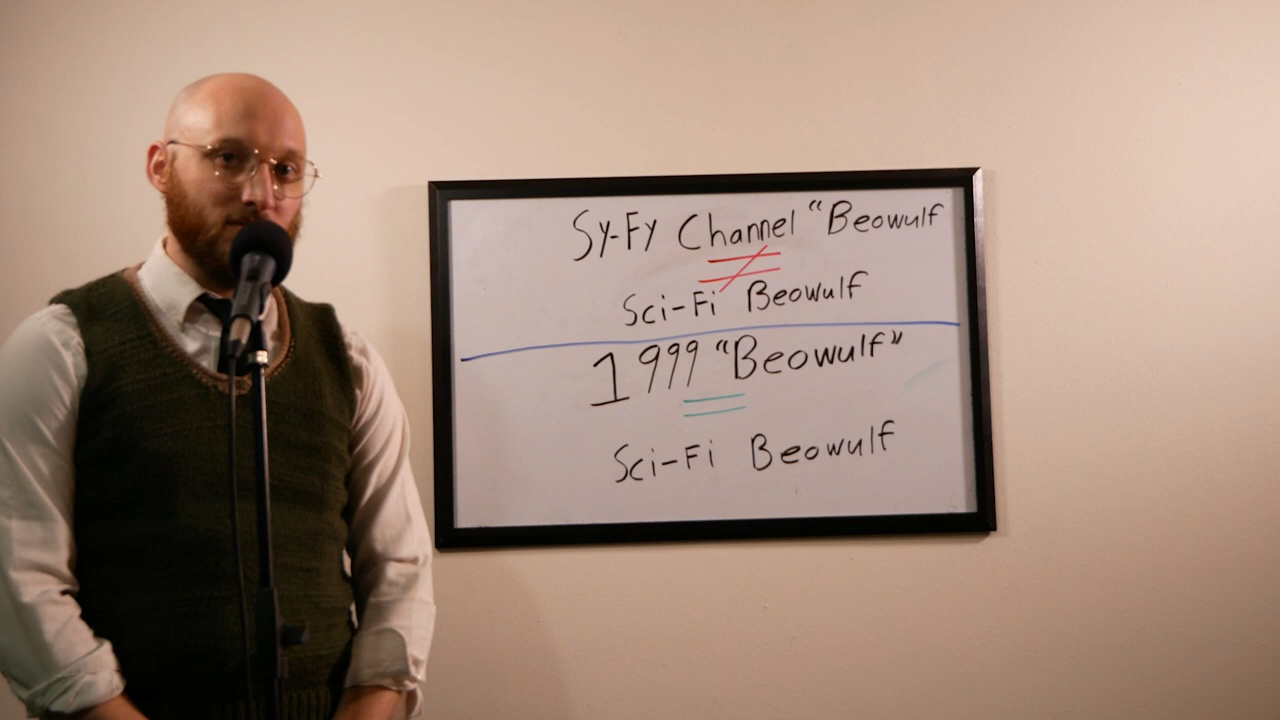 Sy-Fy Channel “Beowulf
≠
Sci-Fi Beowulf
1999 “Beowulf”
=
Sci-Fi Beowulf